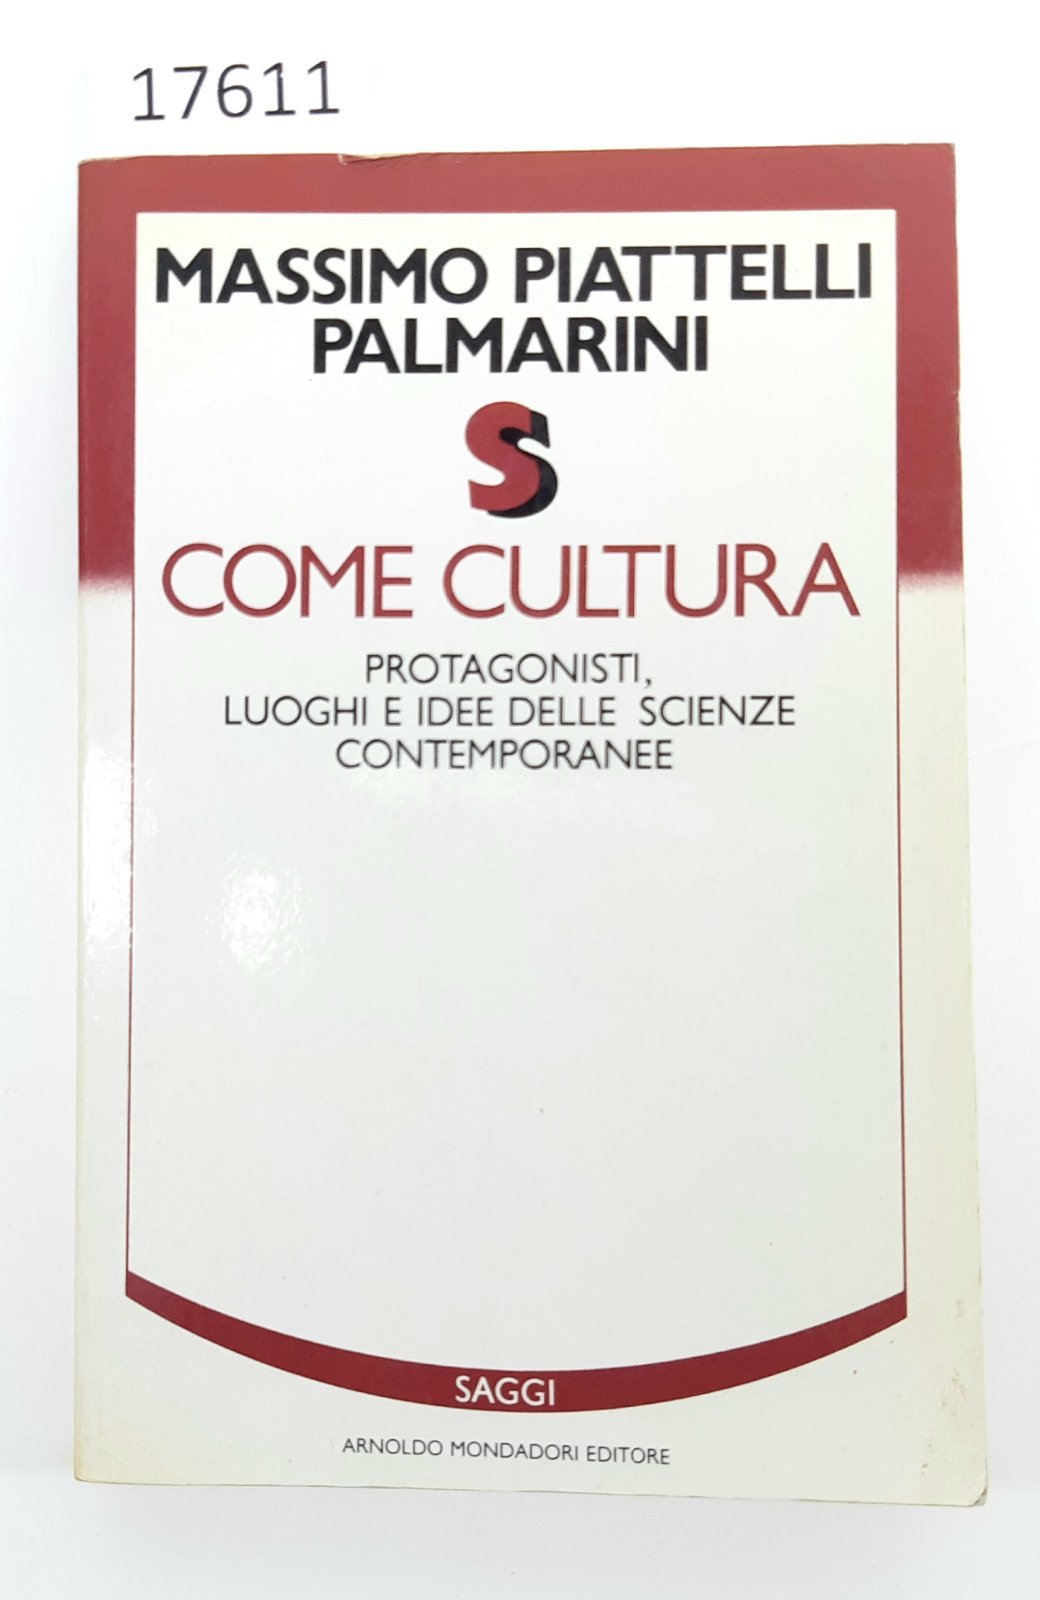 17611
MASSIMO PIATTELLI
PALMARINI
S
COME CULTURA
PROTAGONISTI,
LUOGHI E IDEE DELLE SCIENZE
CONTEMPORANEE
SAGGI
ARNOLDO MONDADORI EDITORE